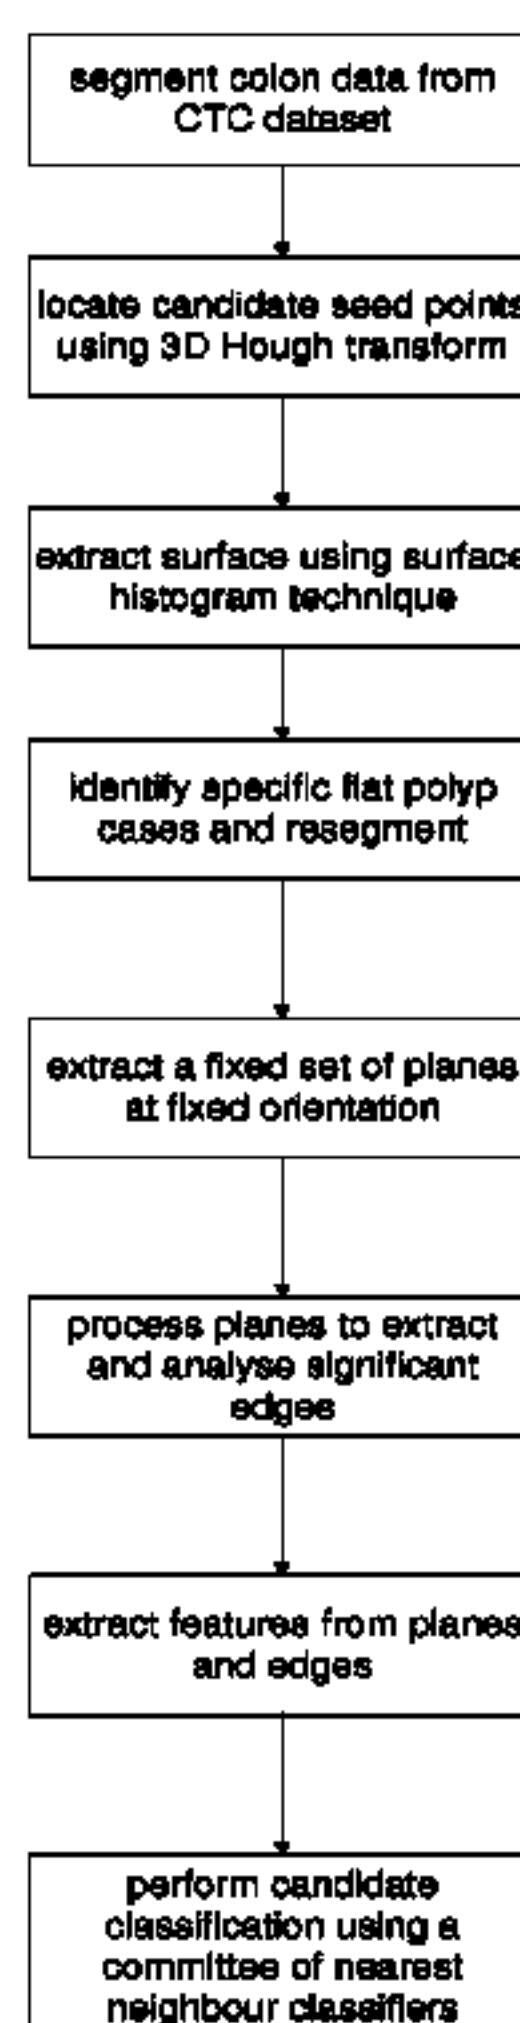 segment colon data from
CTC dataset
locate candidate seed points
using 3D Hough transform
extract surface using surface
histogram technique
identify specific flat polyp
cases and resegment
extract a fixed set of planes
at fixed orientation
process planes to extract
and analyse significant
edges
extract features from planes
and edges
perform candidate
classification using a
committee of nearest
neighbour classifiers